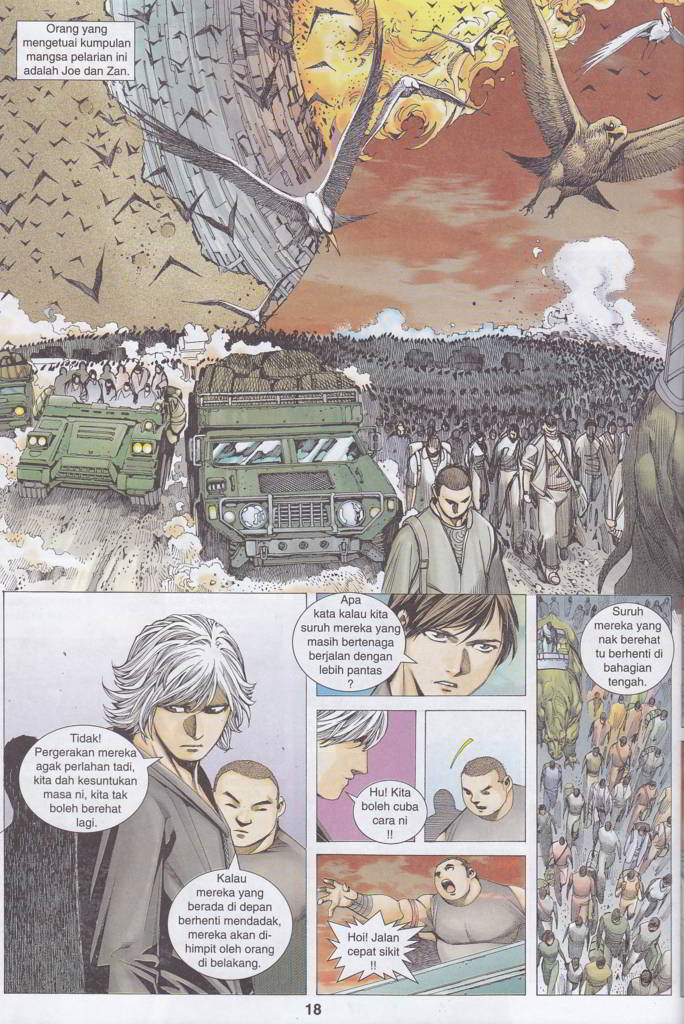 Orang yang
mengetuai kumpulan
mangsa pelarian ini
adalah Joe dan Zan.
Tidak!
Pergerakan mereka
agak perlahan tadi,
kita dah kesuntukan
masa ni, kita tak
boleh berehat
lagi.
Kalau
mereka yang
berada di depan
berhenti mendadak,
mereka akan di-
himpit oleh orang
di belakang.
Apa
kata kalau kita
suruh mereka yang
masih bertenaga
berjalan dengan
lebih pantas
?
Hu! Kita
boleh cuba
cara ni
!!
Hoi! Jalan
cepat sikit
!!
Suruh
mereka yang
nak berehat
tu berhenti di
bahagian
tengah.
18